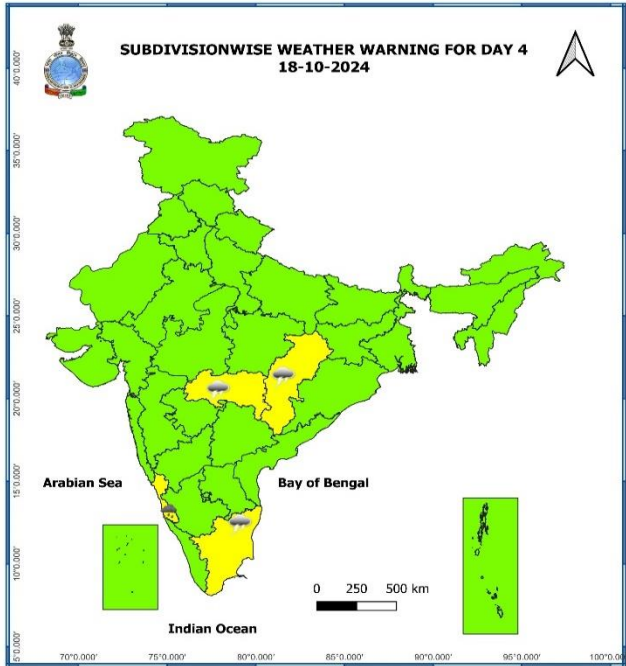 SUBDIVISIONWISE WEATHER WARNING FOR DAY 4
18-10-2024
40°0.000'
35°0.000'
30°0.000'
25°0.000'
20°0.000'
15°0.000'
10°0.000'
5°0.000'
Arabian Sea
Bay of Bengal
0 250 500 km
Indian Ocean
70°0.000' 75°0.000' 80°0.000' 85°0.000' 90°0.000' 95°0.000' 100°0.00